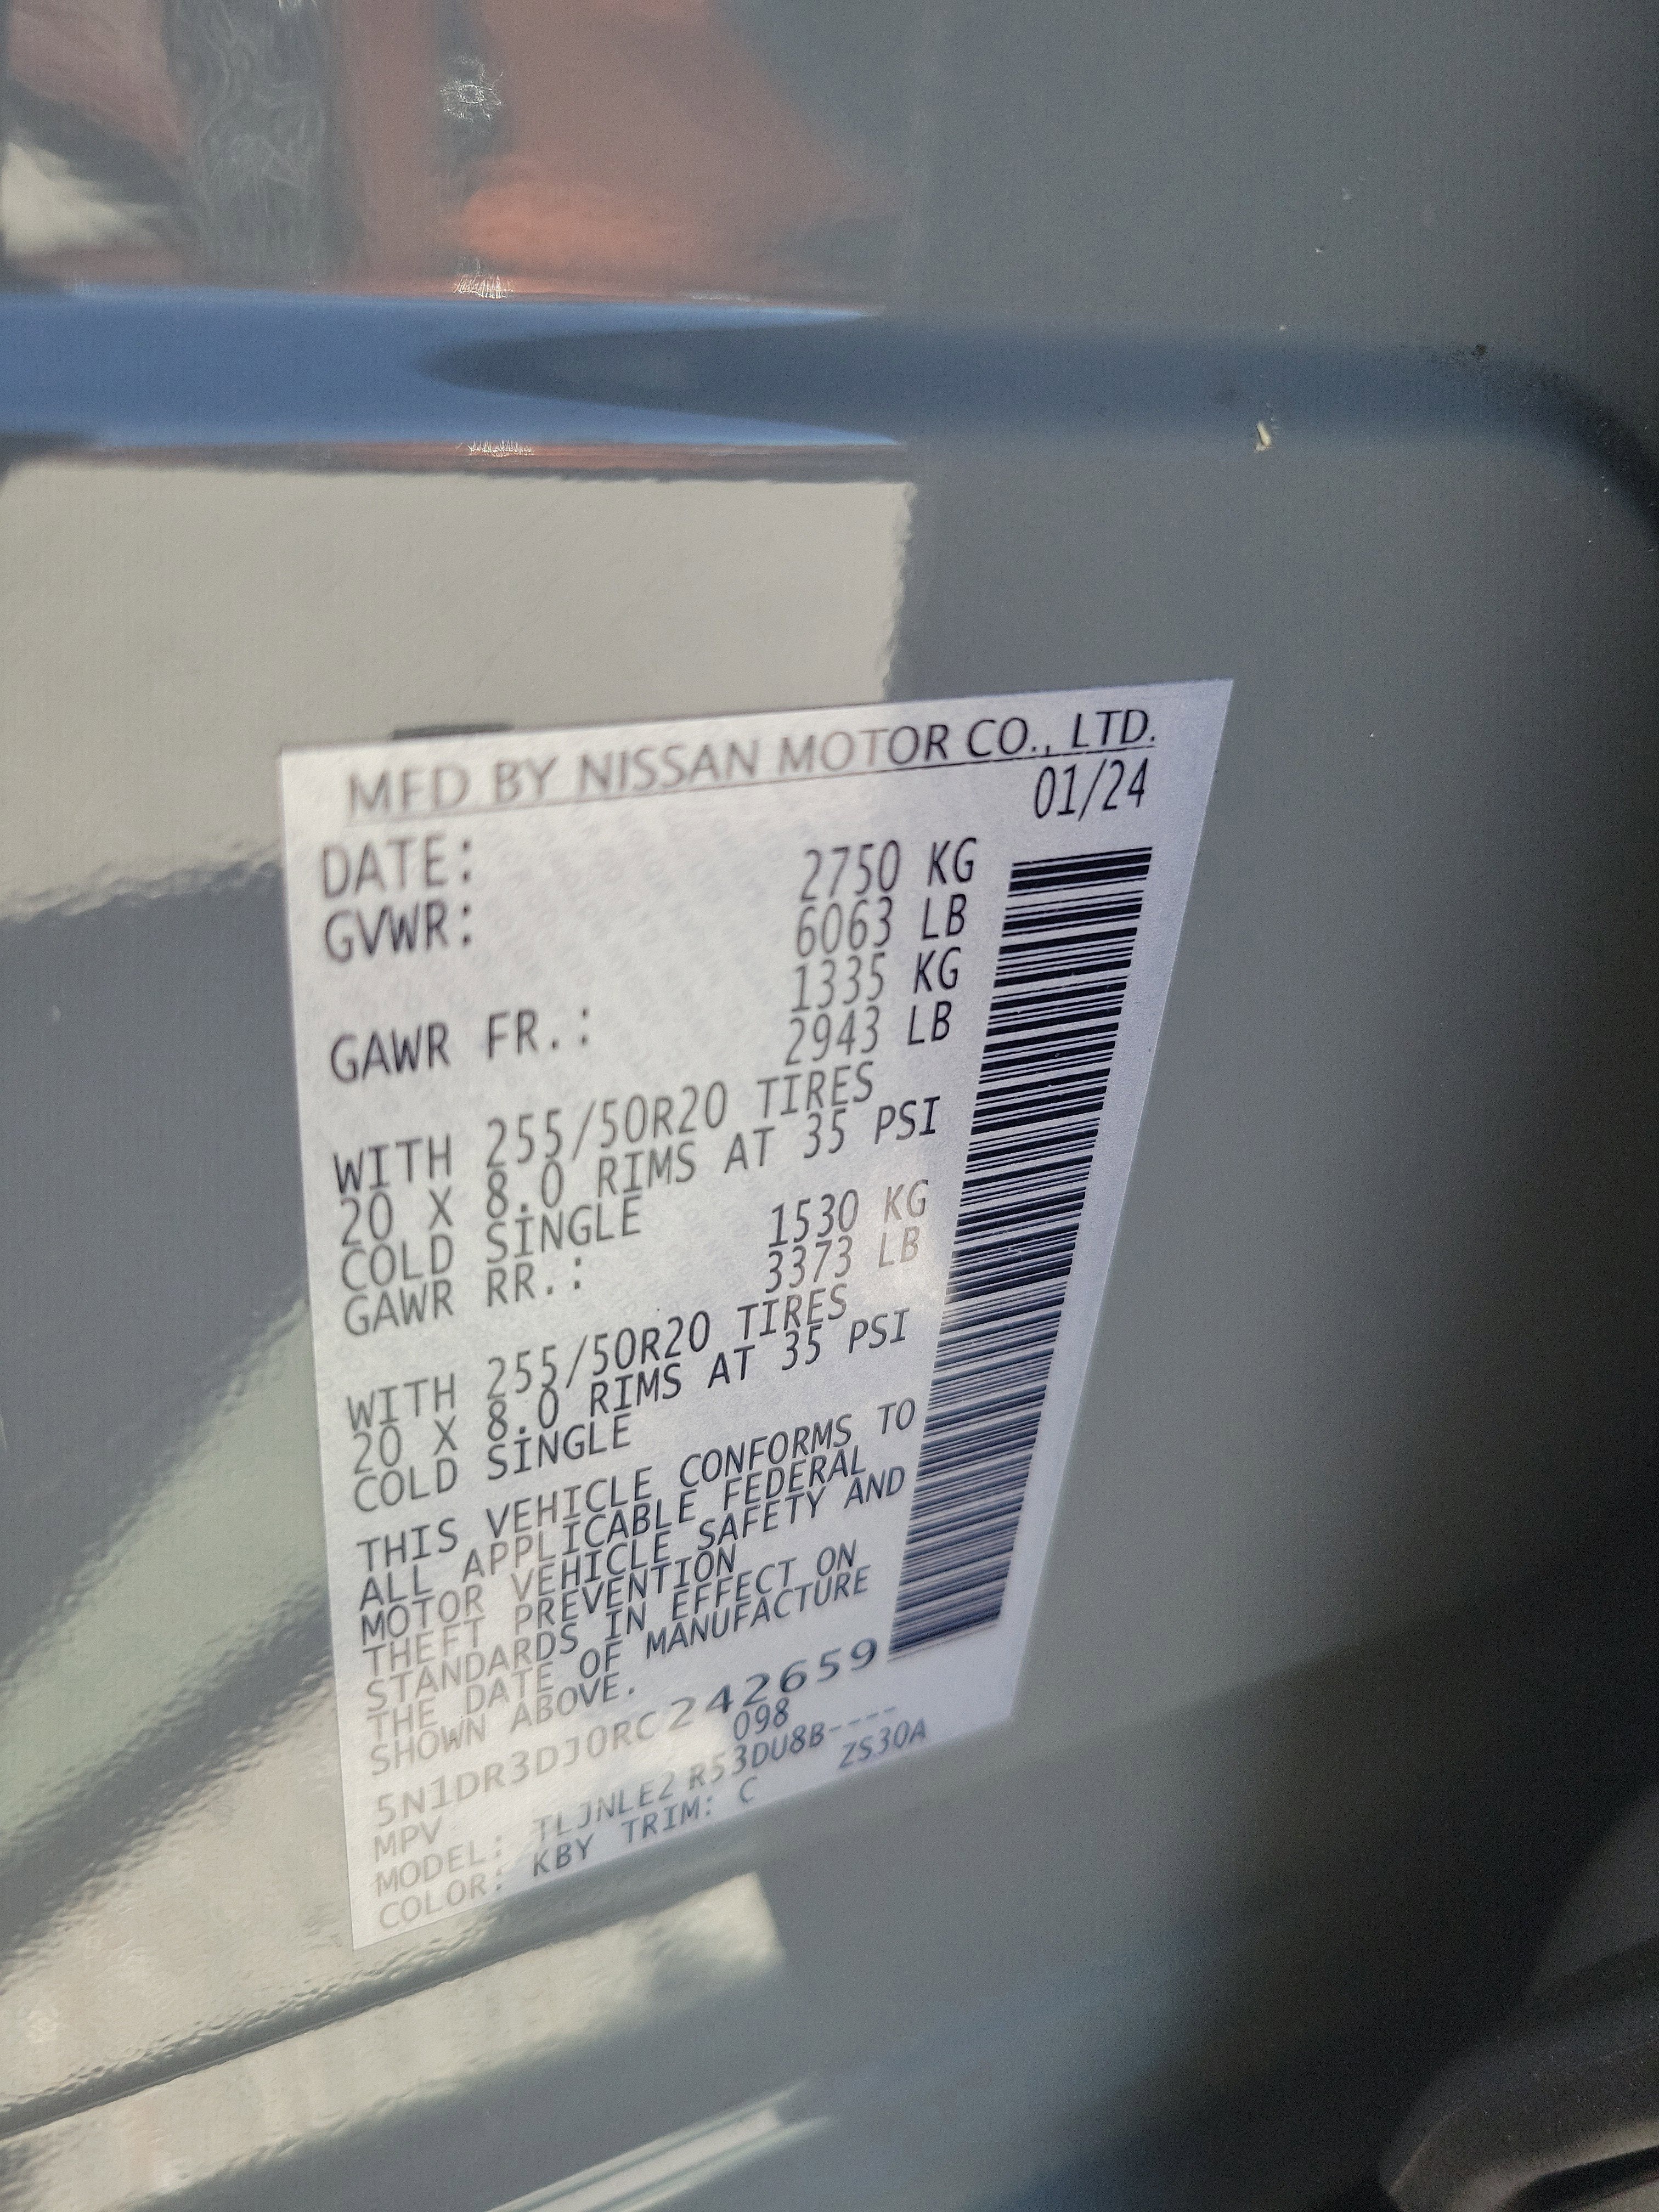 MFD BY NISSAN MOTOR CO., LTD.
DATE: 01/24
GVWR: 2750 KG
6063 LB
GAWR FR.: 1335 KG
2943 LB
WITH 255/50R20 TIRES
20 X 8.0 RIMS AT 35 PSI
COLD SINGLE
GAWR RR.: 1530 KG
3373 LB
WITH 255/50R20 TIRES
20 X 8.0 RIMS AT 35 PSI
COLD SINGLE
THIS VEHICLE CONFORMS TO
ALL APPLICABLE FEDERAL
MOTOR VEHICLE SAFETY AND
THEFT PREVENTION
STANDARDS IN EFFECT ON
THE DATE OF MANUFACTURE
SHOWN ABOVE.
5N1DR3DJ0RC242659
MPV 098
MODEL: TLJNLE2 R53DU8B----
COLOR: KBY TRIM: C ZS30A